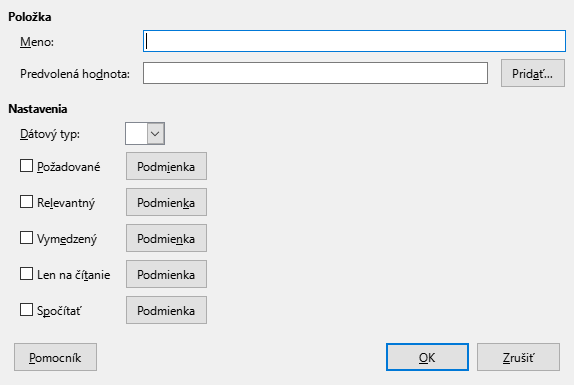 Položka
Meno:
Predvolená hodnota: Pridať...
Nastavenia
Dátový typ:
Požadované Podmienka
Relevantný Podmienka
Vymedzený Podmienka
Len na čítanie Podmienka
Spočítať Podmienka
Pomocník OK Zrušiť